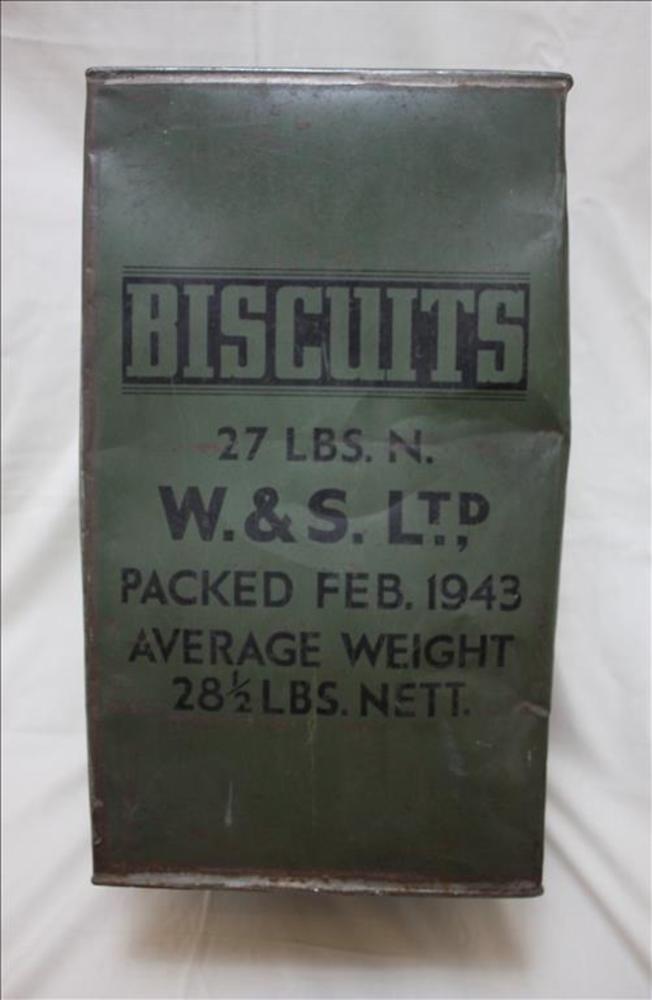 BISCUITS
27 LBS. N.
W. & S. LTD,
PACKED FEB. 1943
AVERAGE WEIGHT
28½ LBS. NETT.